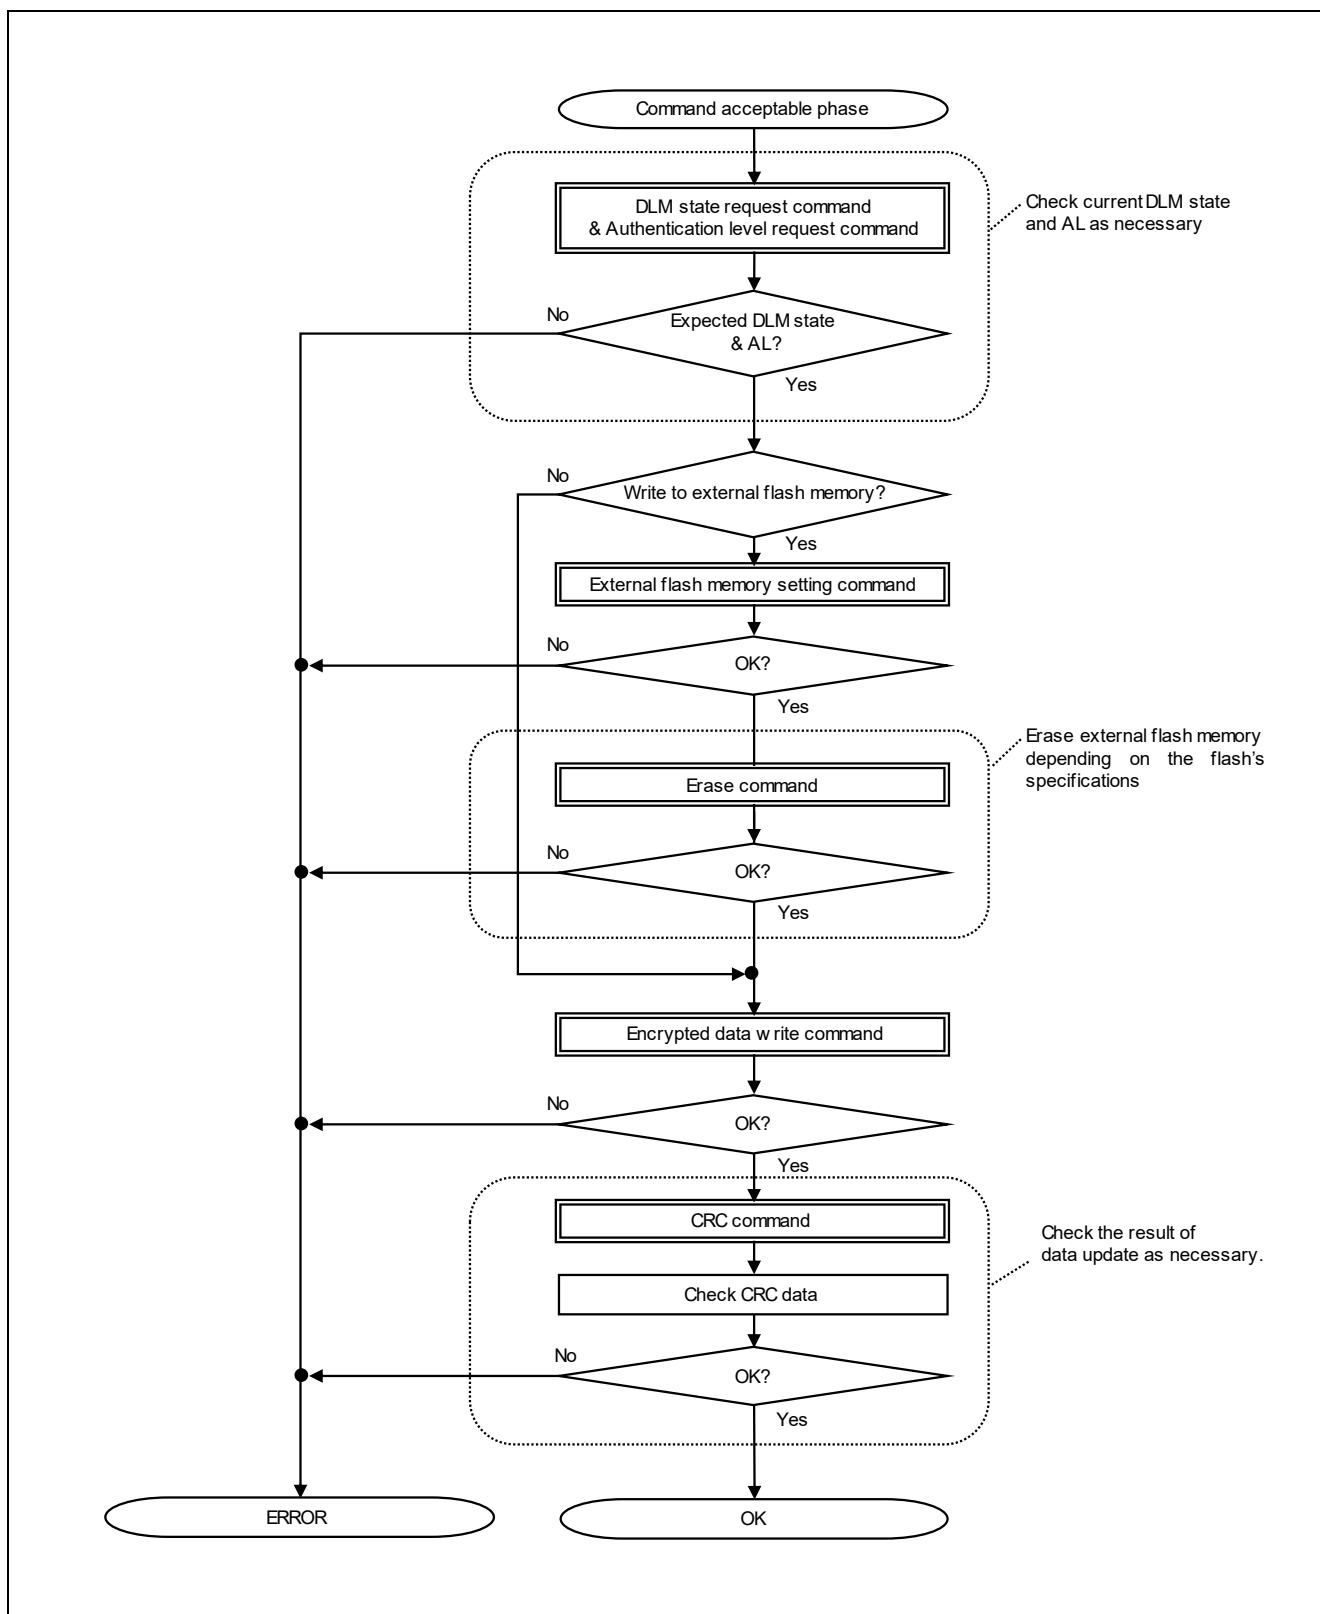 Command acceptable phase
DLM state request command
& Authentication level request command
Check current DLM state
and AL as necessary
No
Expected DLM state
& AL?
Yes
No
Write to external flash memory?
Yes
External flash memory setting command
No
OK?
Yes
Erase external flash memory
depending on the flash's
specifications
Erase command
No
OK?
Yes
Encrypted data write command
No
OK?
Yes
CRC command
Check the result of
data update as necessary.
Check CRC data
No
OK?
Yes
ERROR
OK